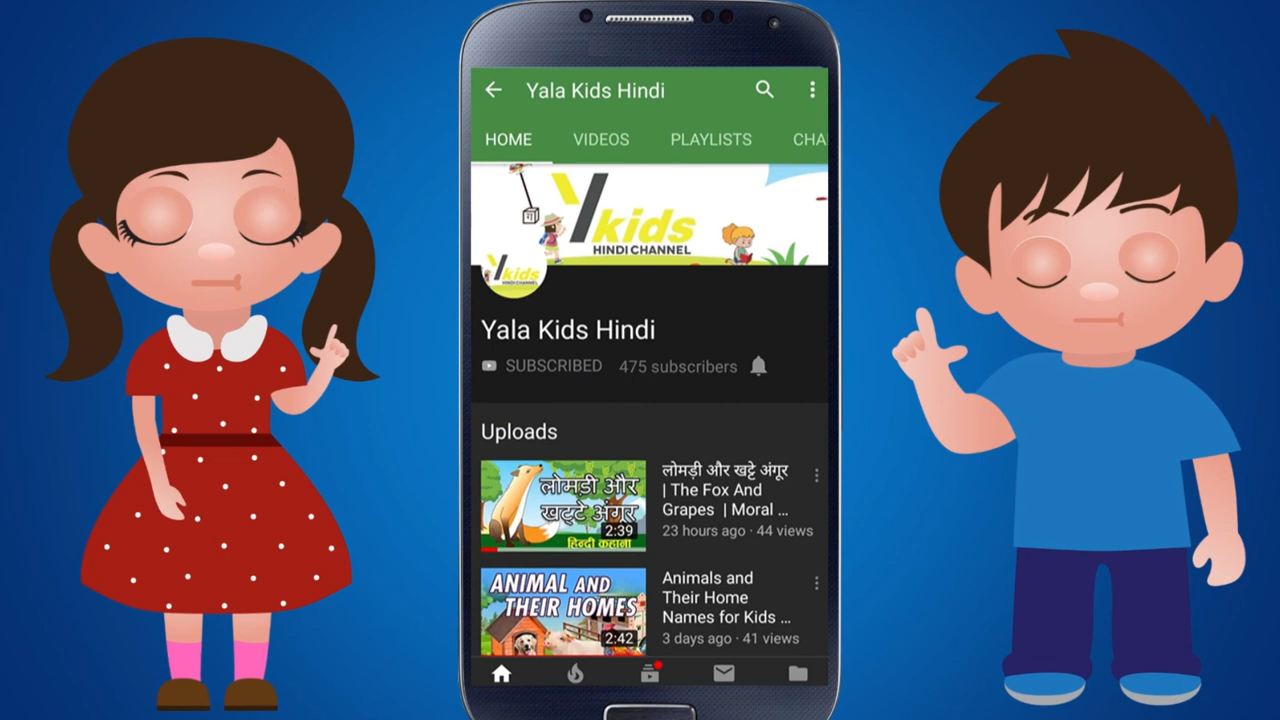 Yala Kids Hindi
HOME VIDEOS PLAYLISTS CHA
Ykids
HINDI CHANNEL
Ykids
HINDI CHANNEL
Yala Kids Hindi
SUBSCRIBED 475 subscribers
Uploads
लोमड़ी और
खट्टे अंगूर
2:39
हिन्दी कहानी
लोमड़ी और खट्टे अंगूर
| The Fox And
Grapes | Moral ...
23 hours ago · 44 views
ANIMAL AND
THEIR HOMES
2:42
Animals and
Their Home
Names for Kids ...
3 days ago · 41 views